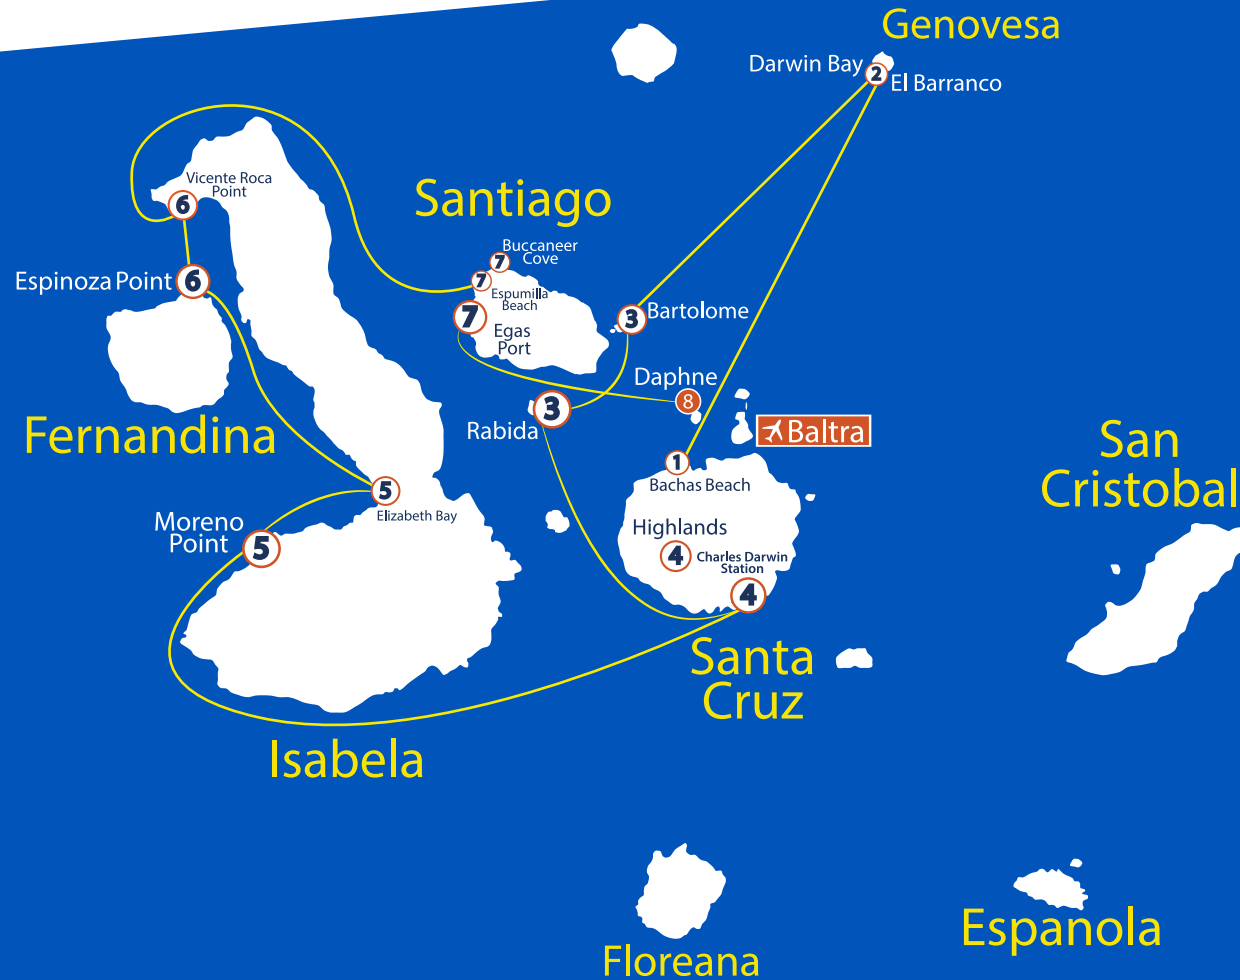 Genovesa
Darwin Bay
2
El Barranco
Vicente Roca
Point
6
Santiago
Buccaneer
Cove
7
Espinoza Point
6
7
Espumilla
Beach
7
Egas
Port
3
Bartolome
Daphne
8
Rabida
3
Baltra
Fernandina
San
Cristobal
1
Bachas Beach
5
Elizabeth Bay
Moreno
Point
5
Highlands
4
Charles Darwin
Station
4
Santa
Cruz
Isabela
Espanola
Floreana